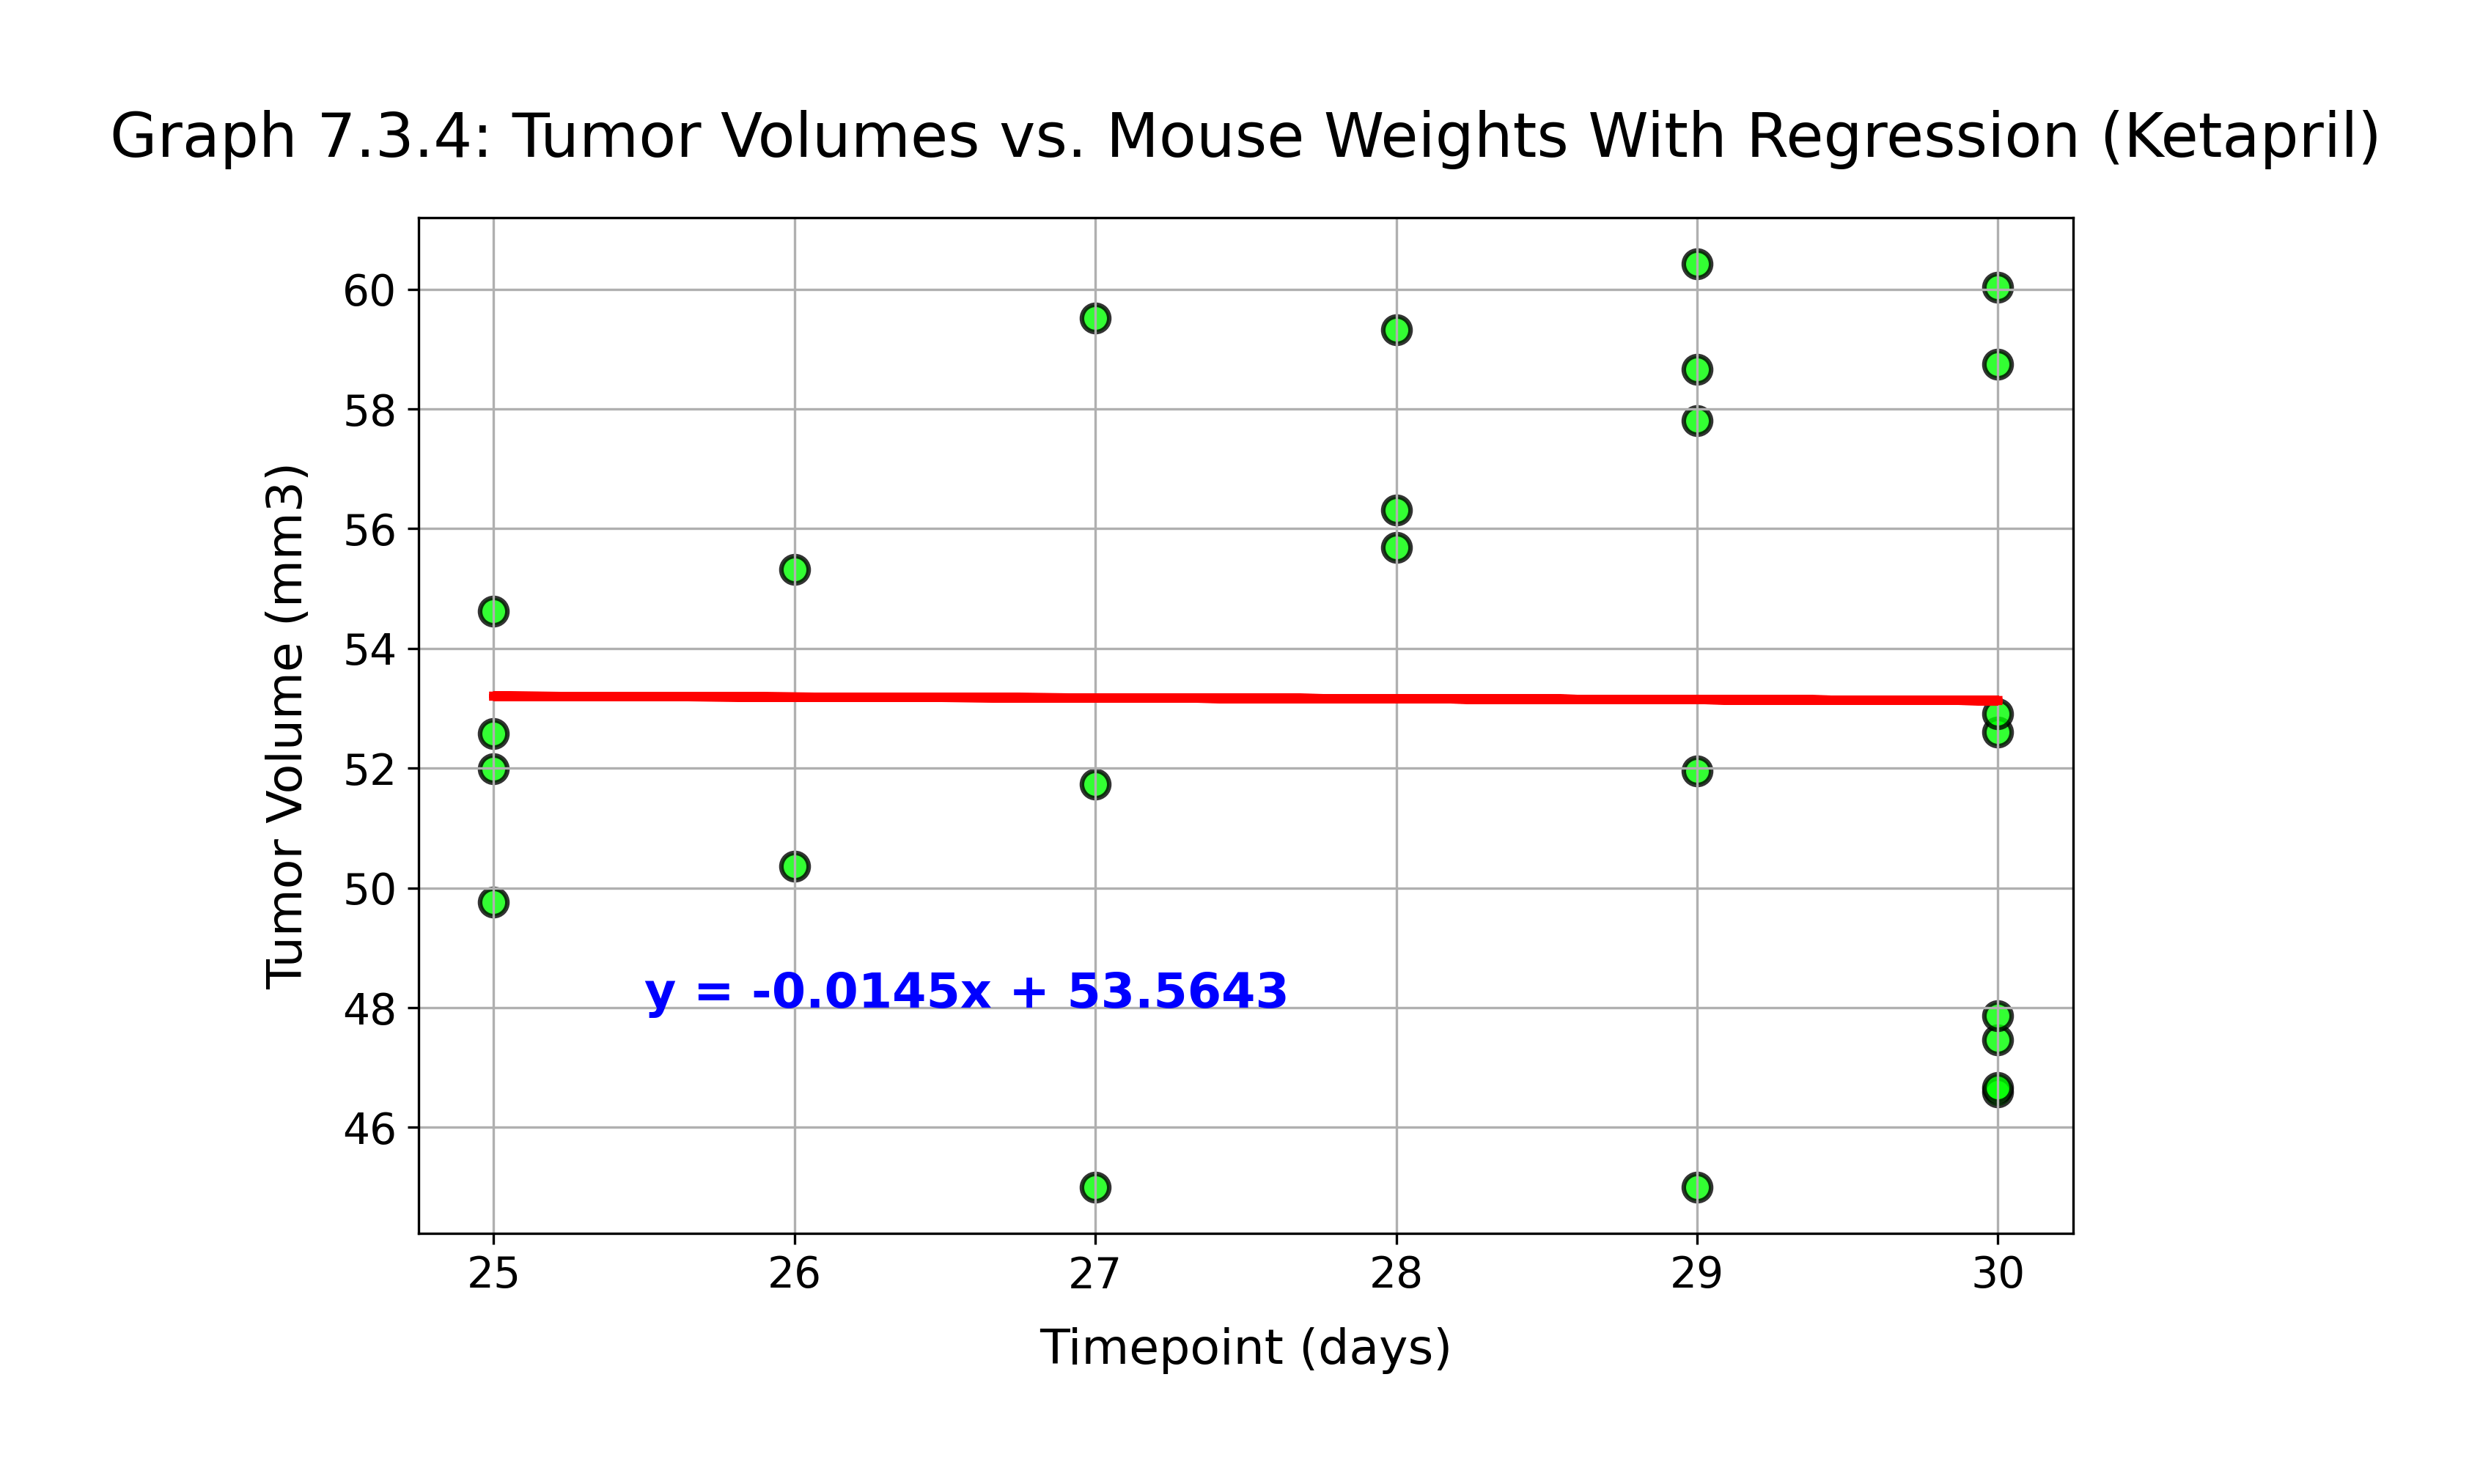 Graph 7.3.4: Tumor Volumes vs. Mouse Weights With Regression (Ketapril)
Tumor Volume (mm3)
60
58
56
54
52
50
48
46
y = -0.0145x + 53.5643
25 26 27 28 29 30
Timepoint (days)